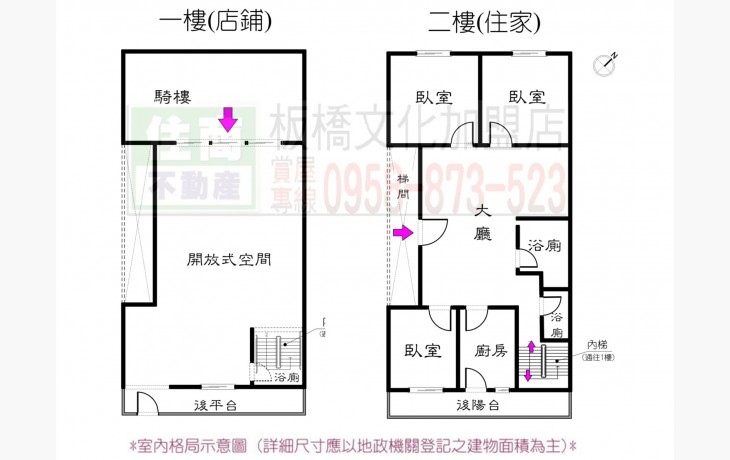 一樓(店鋪)
二樓(住家)
N
騎樓
臥室
臥室
住商
不動產
板橋文化加盟店
賞屋
專線
0958-873-523
梯間
大廳
浴廁
開放式空間
浴廁
臥室
廚房
內梯
(通往1樓)
浴廁
後平台
後陽台
*室內格局示意圖 (詳細尺寸應以地政機關登記之建物面積為主)*